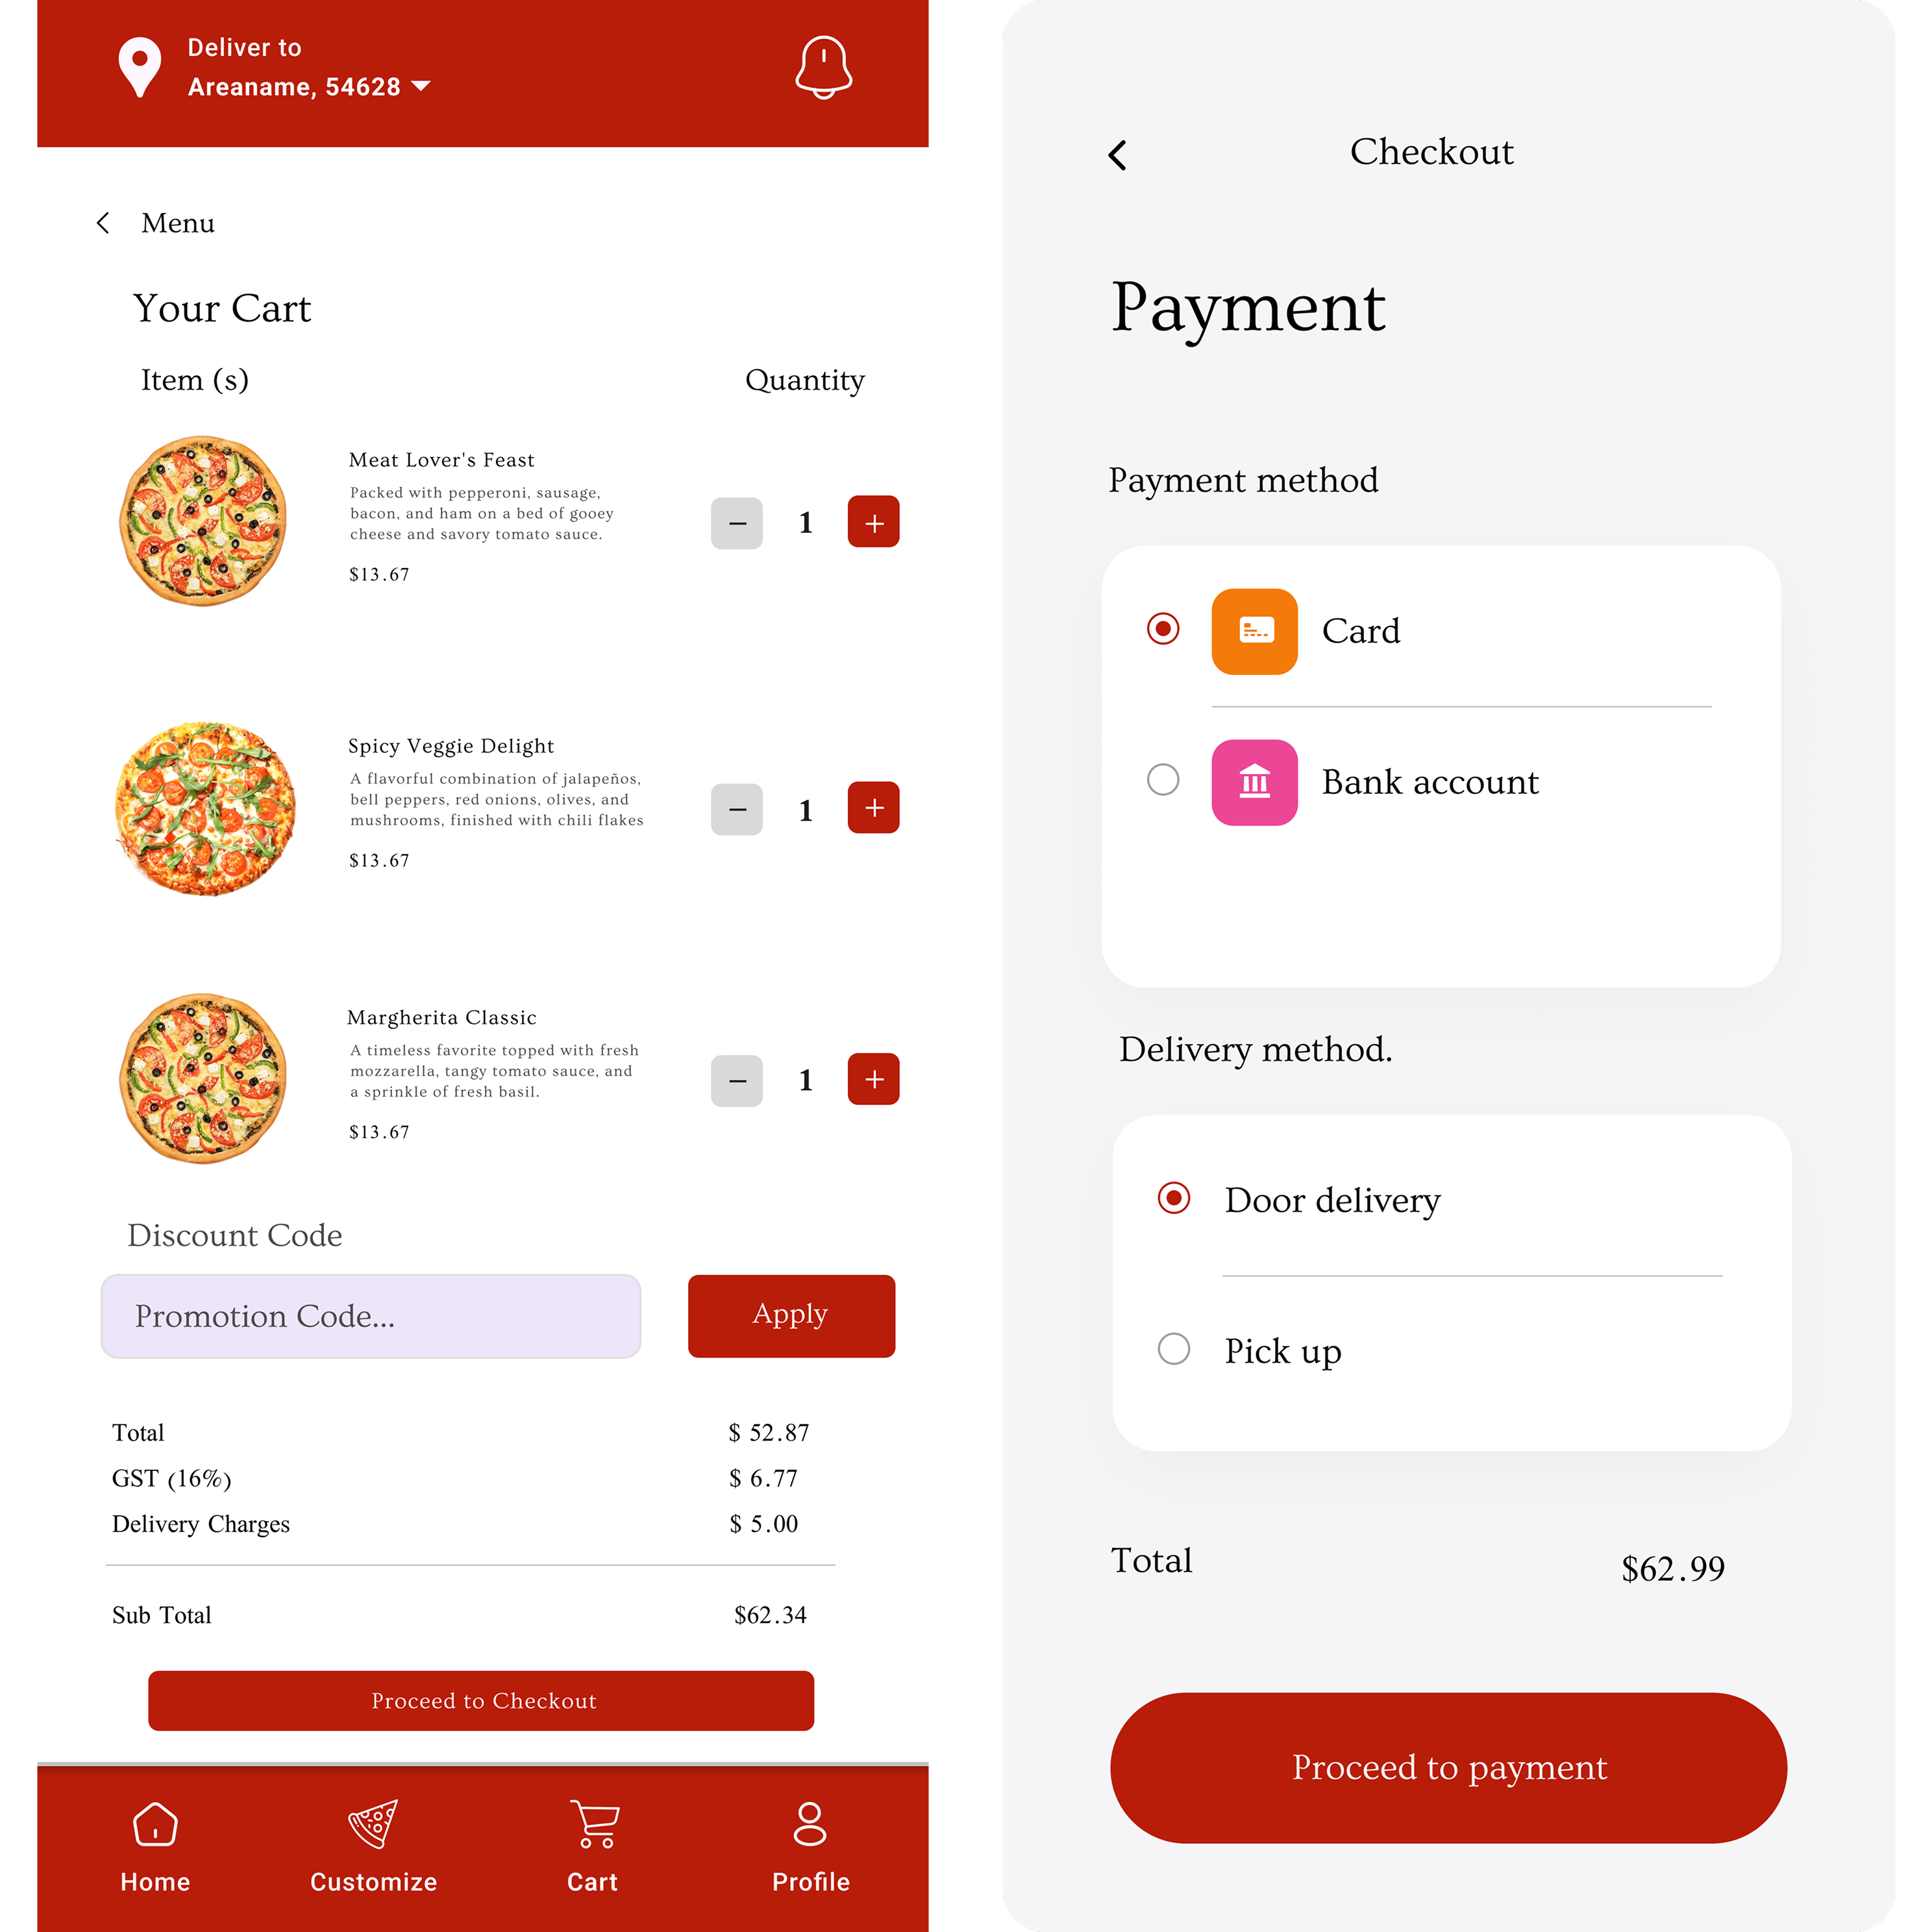 Deliver to
Areaname, 54628
Menu
Your Cart
Item (s) Quantity
Meat Lover's Feast
Packed with pepperoni, sausage,
bacon, and ham on a bed of gooey
cheese and savory tomato sauce.
$13.67
1
Spicy Veggie Delight
A flavorful combination of jalapeños,
bell peppers, red onions, olives, and
mushrooms, finished with chili flakes
$13.67
1
Margherita Classic
A timeless favorite topped with fresh
mozzarella, tangy tomato sauce, and
a sprinkle of fresh basil.
$13.67
1
Discount Code
Promotion Code... Apply
Total $ 52.87
GST (16%) $ 6.77
Delivery Charges $ 5.00
Sub Total $62.34
Proceed to Checkout
Home Customize Cart Profile
Checkout
Payment
Payment method
Card
Bank account
Delivery method.
Door delivery
Pick up
Total $62.99
Proceed to payment